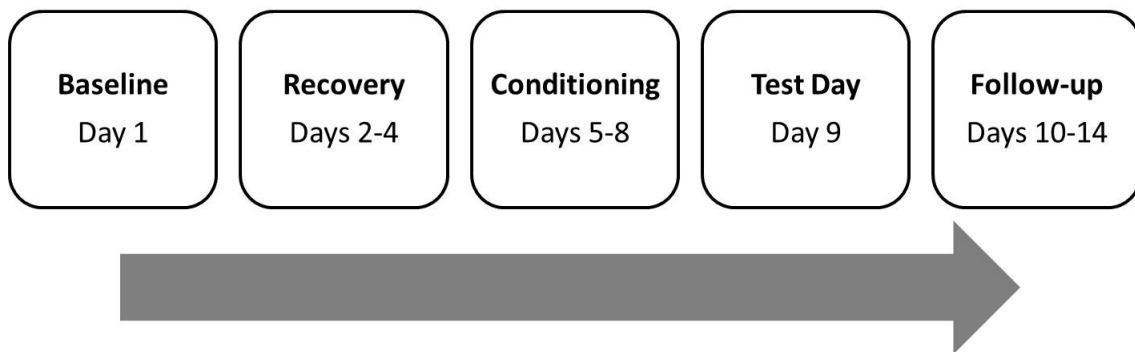 Baseline
Day 1
Recovery
Days 2-4
Conditioning
Days 5-8
Test Day
Day 9
Follow-up
Days 10-14